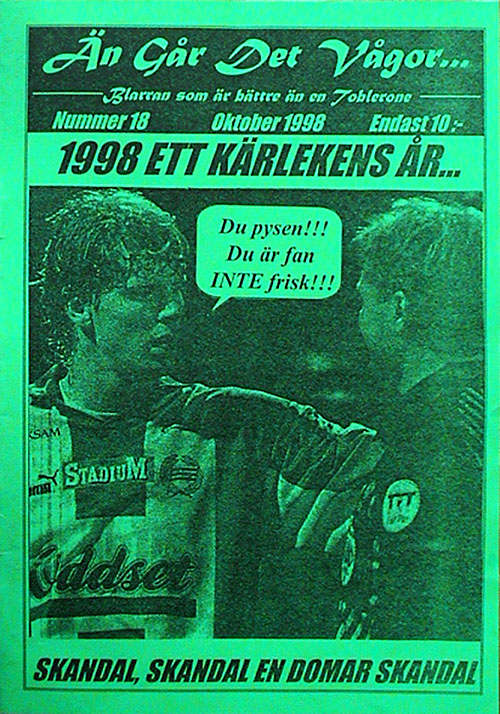 Än Går Det Vågor...
Blarran som är bättre än en Toblerone
Nummer 18 Oktober 1998 Endast 10:-
1998 ETT KÄRLEKENS ÅR...
Du pysen!!!
Du är fan
INTE frisk!!!
KSAM
STADIUM
Oddset
SKANDAL, SKANDAL EN DOMAR SKANDAL